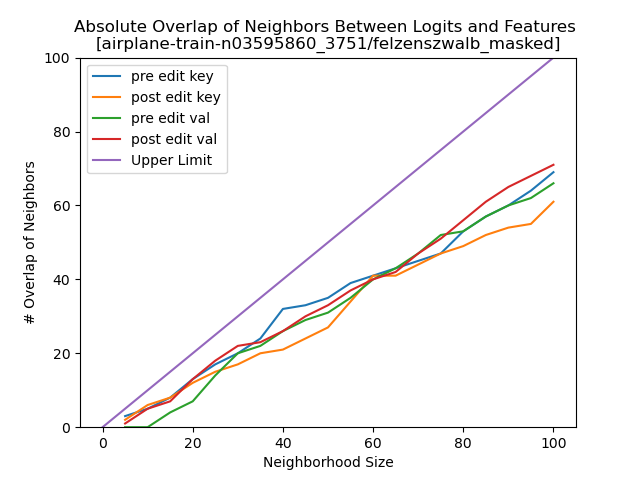 Absolute Overlap of Neighbors Between Logits and Features
[airplane-train-n03595860_3751/felzenszwalb_masked]
pre edit key
post edit key
pre edit val
post edit val
Upper Limit
# Overlap of Neighbors
100
80
60
40
20
0
0 20 40 60 80 100
Neighborhood Size